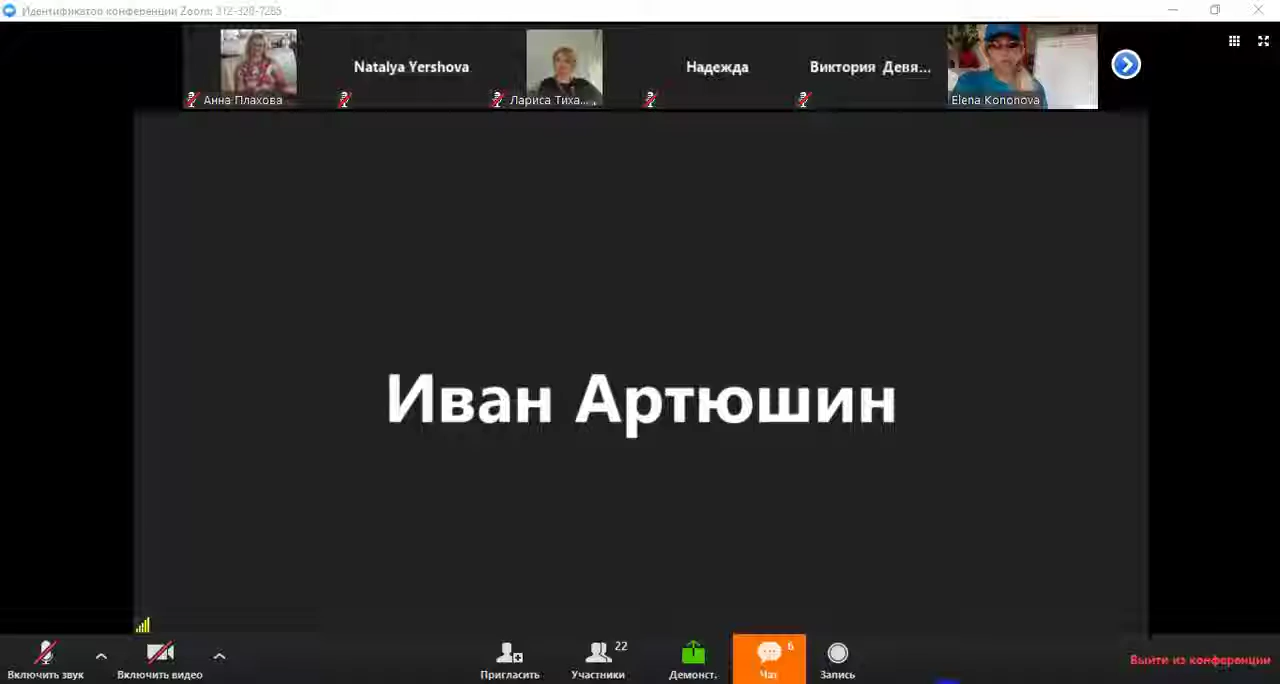 Идентификатор конференции Zoom: 312-320-7285
Анна Плахова
Natalya Yershova
Лариса Тиха...
Надежда
Виктория Девя...
Elena Kononova
Иван Артюшин
Включить звук
Включить видео
Пригласить
Участники
22
Демонст.
Чат
6
Запись
Выйти из конференции